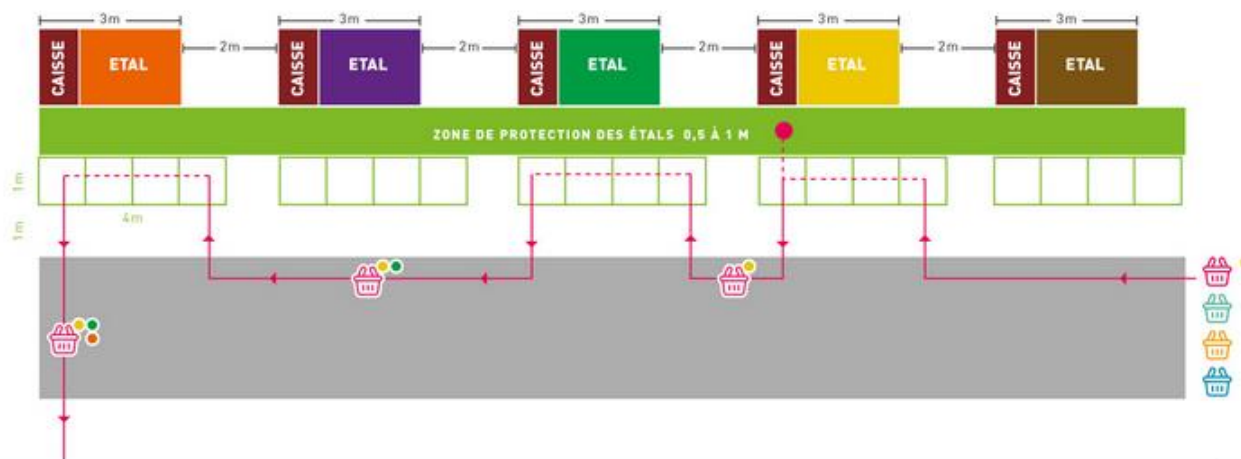 3m 3m 3m 3m 3m
CAISSE ETAL 2m CAISSE ETAL 2m CAISSE ETAL 2m CAISSE ETAL 2m CAISSE ETAL
ZONE DE PROTECTION DES ÉTALS 0,5 À 1 M
1m
4m
1m